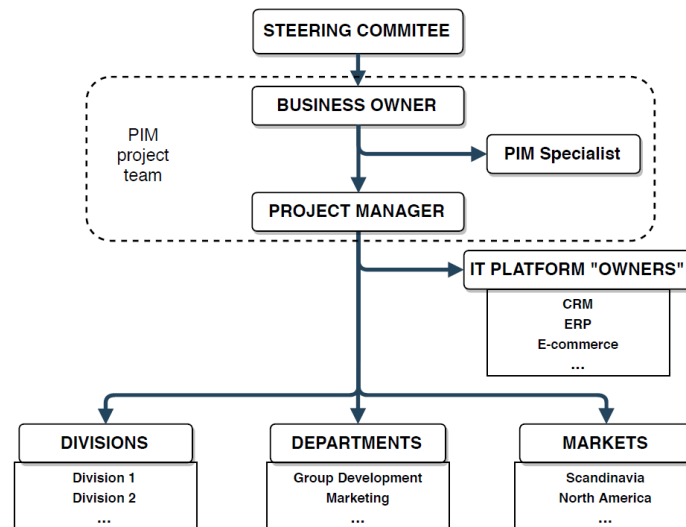 STEERING COMMITEE
BUSINESS OWNER
PIM
project
team
PIM Specialist
PROJECT MANAGER
IT PLATFORM "OWNERS"
CRM
ERP
E-commerce
...
DIVISIONS
Division 1
Division 2
...
DEPARTMENTS
Group Development
Marketing
...
MARKETS
Scandinavia
North America
...